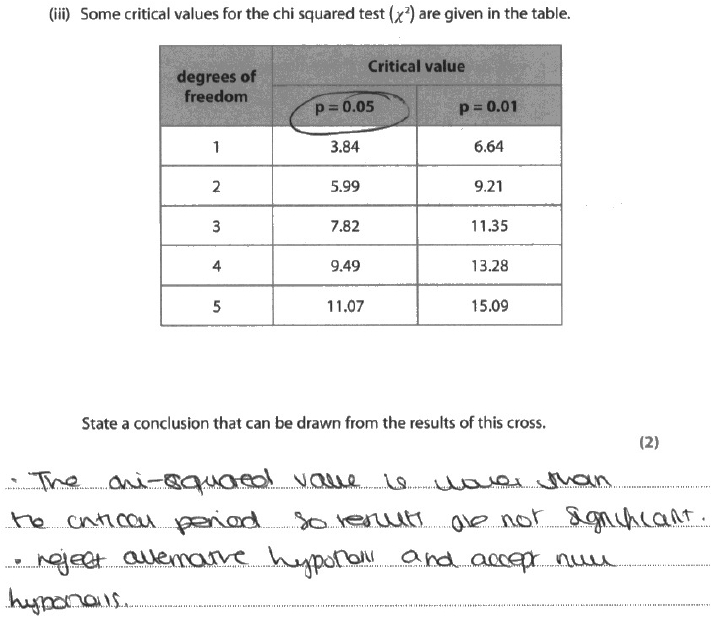 (iii) Some critical values for the chi squared test (χ²) are given in the table.
degrees of freedom
Critical value
p = 0.05 p = 0.01
1 3.84 6.64
2 5.99 9.21
3 7.82 11.35
4 9.49 13.28
5 11.07 15.09
State a conclusion that can be drawn from the results of this cross.
(2)
· The chi-squared value is lower than
the critical period so results are not significant.
· reject alternative hypothesis and accept null
hypothesis.